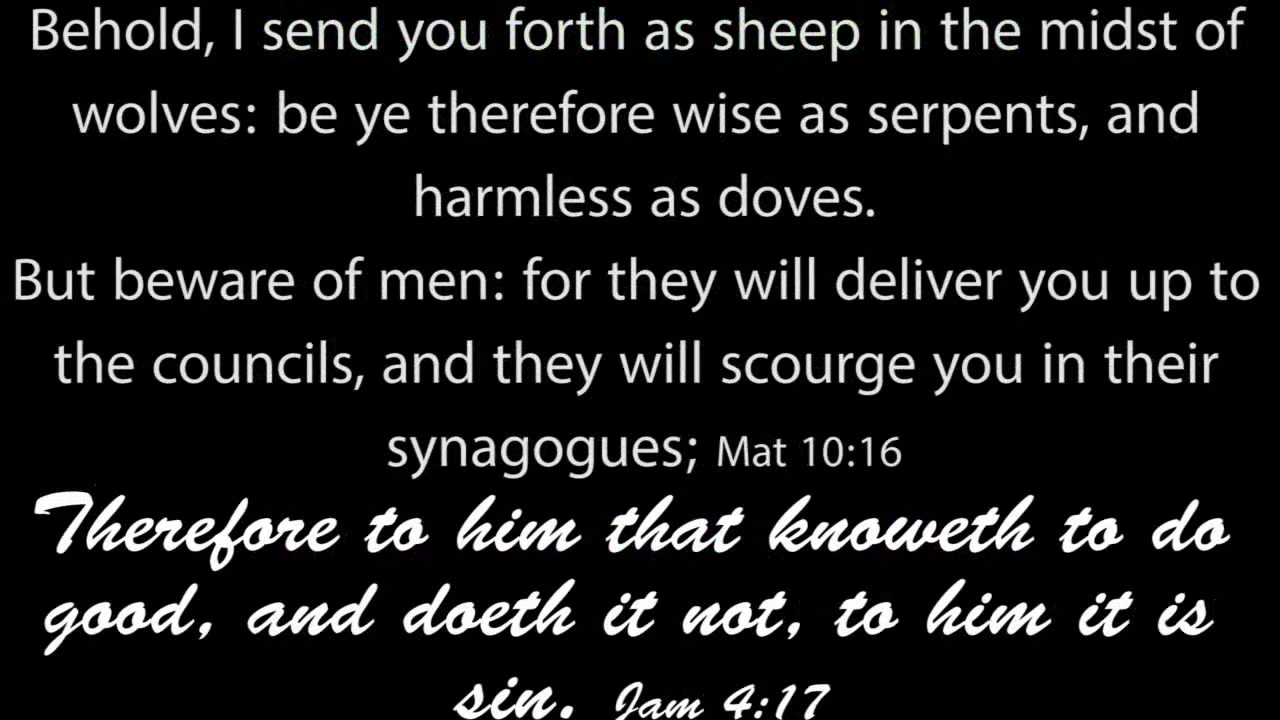 Behold, I send you forth as sheep in the midst of
wolves: be ye therefore wise as serpents, and
harmless as doves.
But beware of men: for they will deliver you up to
the councils, and they will scourge you in their
synagogues; Mat 10:16
Therefore to him that knoweth to do
good, and doeth it not, to him it is
sin. Jam 4:17